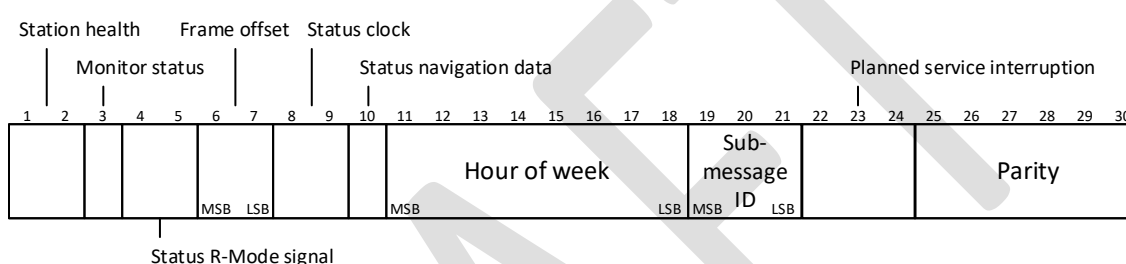 Station health Frame offset Status clock
Monitor status Status navigation data Planned service interruption
1 2 3 4 5 6 7 8 9 10 11 12 13 14 15 16 17 18 19 20 21 22 23 24 25 26 27 28 29 30
Sub-
Hour of week message Parity
ID
MSB LSB MSB LSB MSB LSB
Status R-Mode signal